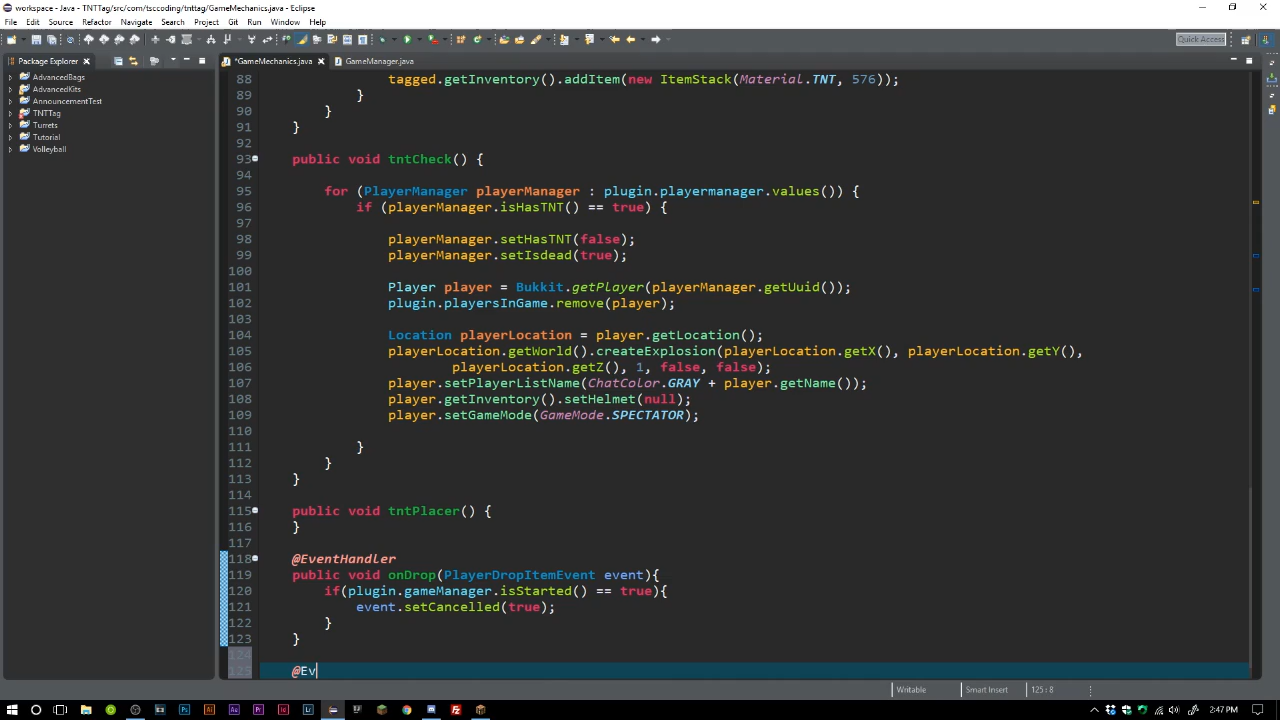 workspace - Java - TNTTag/src/com/tsccoding/tnttag/GameMechanics.java - Eclipse
File Edit Source Refactor Navigate Search Project Git Run Window Help
Quick Access
Package Explorer
*GameMechanics.java
GameManager.java
AdvancedBags
AdvancedKits
AnnouncementTest
TNTTag
Turrets
Tutorial
Volleyball
88 tagged.getInventory().addItem(new ItemStack(Material.TNT, 576));
89 }
90 }
91 }
92
93 public void tntCheck() {
94
95 for (PlayerManager playerManager : plugin.playermanager.values()) {
96 if (playerManager.isHasTNT() == true) {
97
98 playerManager.setHasTNT(false);
99 playerManager.setIsdead(true);
100
101 Player player = Bukkit.getPlayer(playerManager.getUuid());
102 plugin.playersInGame.remove(player);
103
104 Location playerLocation = player.getLocation();
105 playerLocation.getWorld().createExplosion(playerLocation.getX(), playerLocation.getY(),
106 playerLocation.getZ(), 1, false, false);
107 player.setPlayerListName(ChatColor.GRAY + player.getName());
108 player.getInventory().setHelmet(null);
109 player.setGameMode(GameMode.SPECTATOR);
110
111 }
112 }
113 }
114
115 public void tntPlacer() {
116 }
117
118 @EventHandler
119 public void onDrop(PlayerDropItemEvent event){
120 if(plugin.gameManager.isStarted() == true){
121 event.setCancelled(true);
122 }
123 }
124
125 @Ev
Writable Smart Insert 125 : 8
2:47 PM